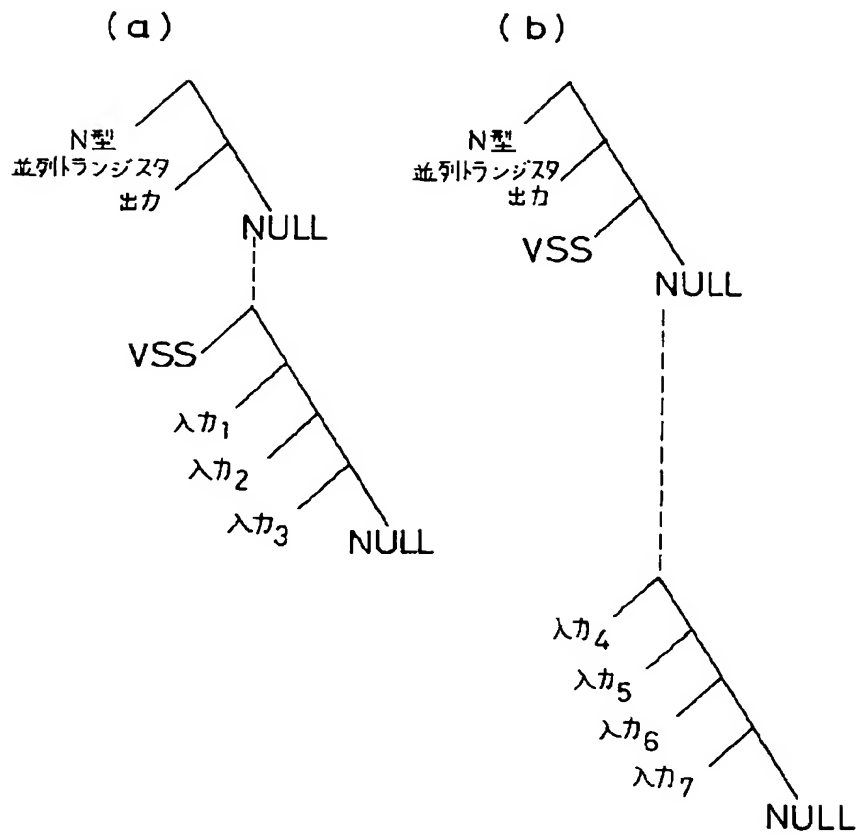 (a)
N型
並列トランジスタ
出力
NULL
VSS
入力1
入力2
入力3
NULL
(b)
N型
並列トランジスタ
出力
VSS
NULL
入力4
入力5
入力6
入力7
NULL